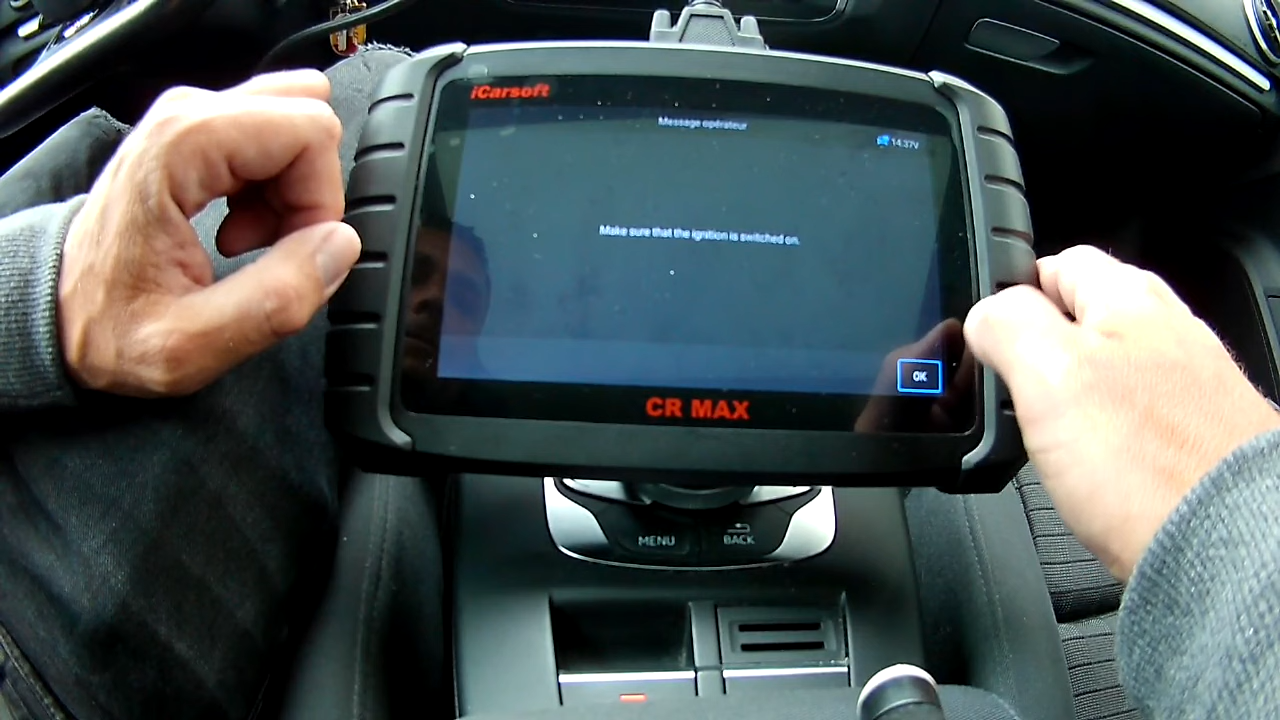 iCarsoft
Message opérateur
14.37V
Make sure that the ignition is switched on.
OK
CR MAX
MENU
BACK